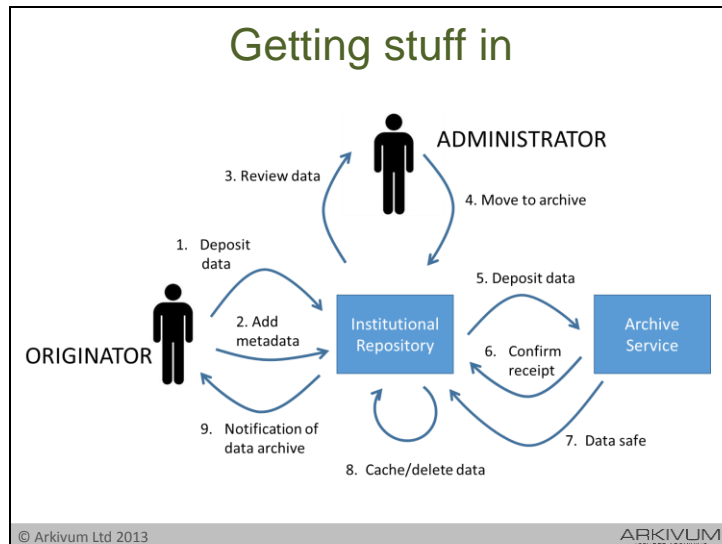 Getting stuff in
ADMINISTRATOR
3. Review data
4. Move to archive
1. Deposit
data
5. Deposit data
2. Add
metadata
Institutional
Repository
Archive
Service
ORIGINATOR
6. Confirm
receipt
9. Notification of
data archive
7. Data safe
8. Cache/delete data
© Arkivum Ltd 2013
ARKIVUM